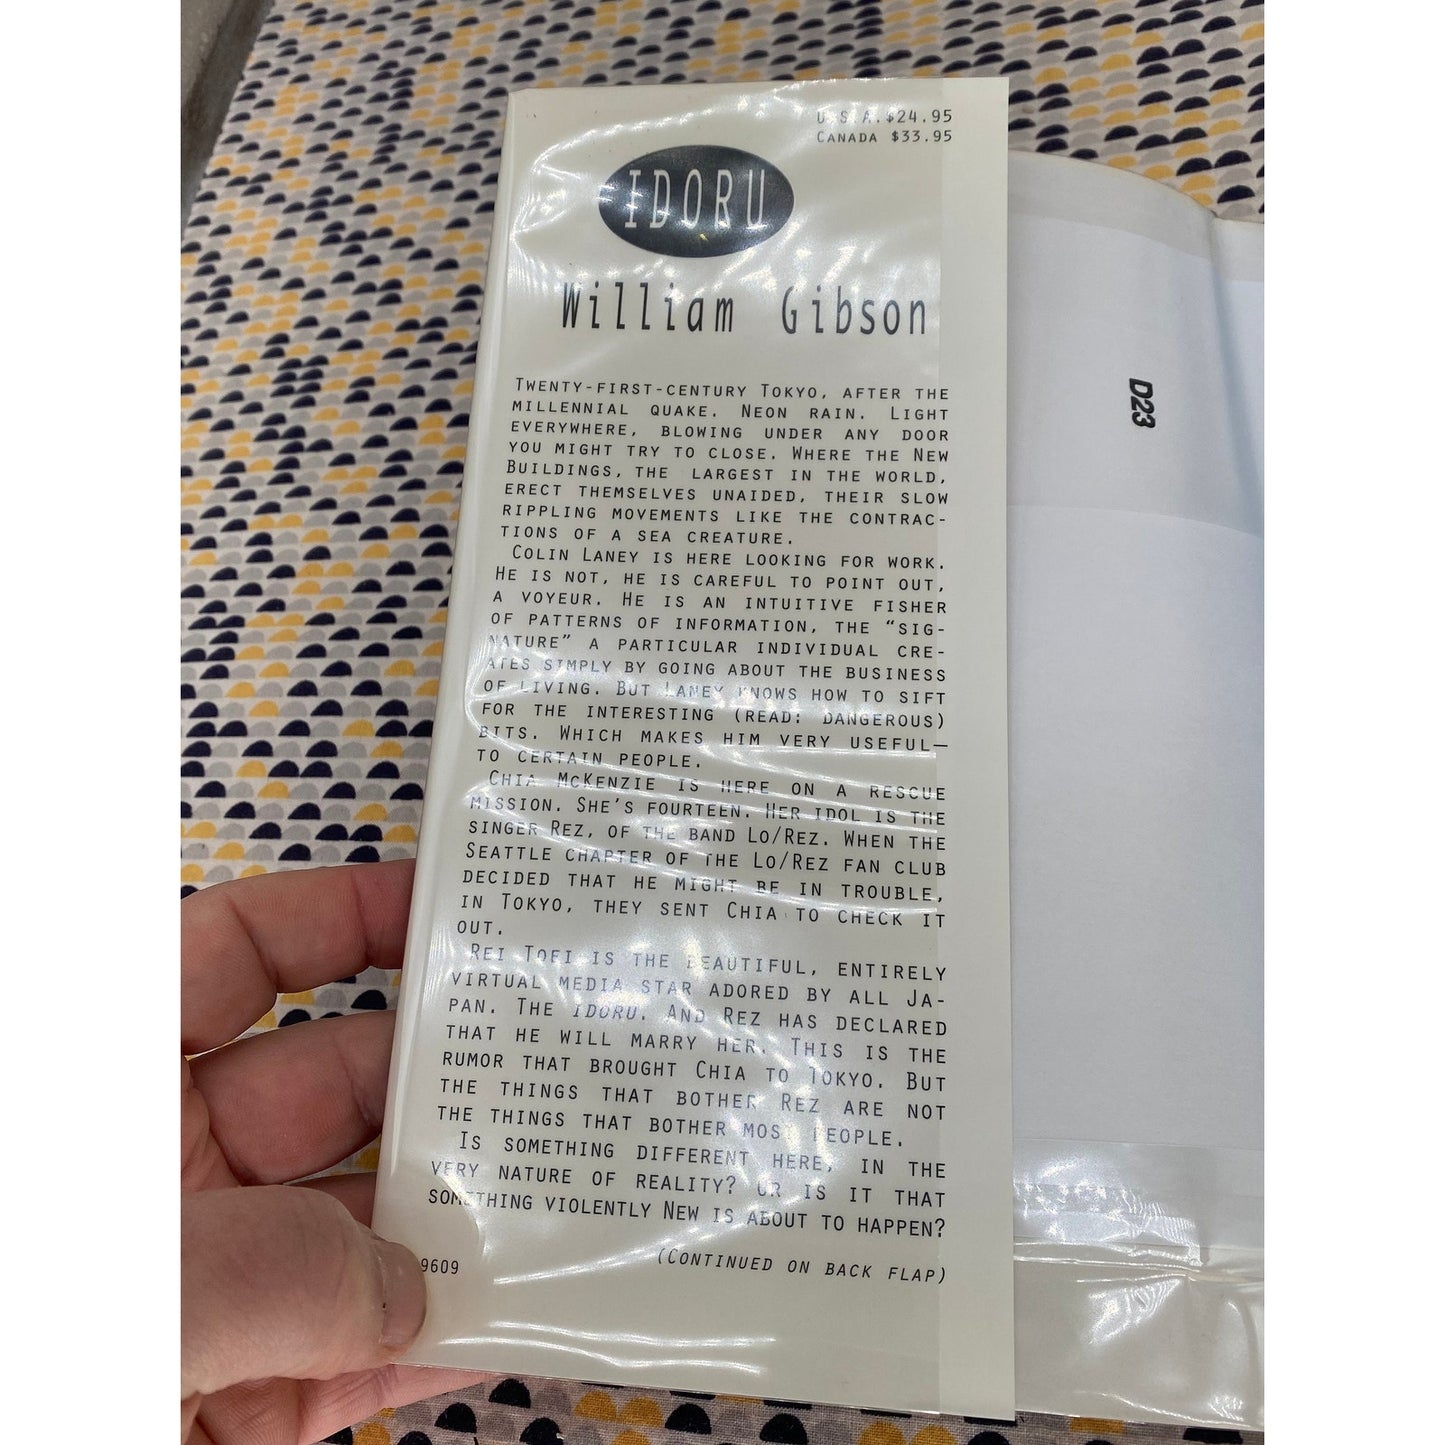 U.S.A. $24.95
CANADA $33.95
IDORU
William Gibson
TWENTY-FIRST-CENTURY TOKYO, AFTER THE
MILLENNIAL QUAKE. NEON RAIN. LIGHT
EVERYWHERE, BLOWING UNDER ANY DOOR
YOU MIGHT TRY TO CLOSE. WHERE THE NEW
BUILDINGS, THE LARGEST IN THE WORLD,
ERECT THEMSELVES UNAIDED, THEIR SLOW
RIPPLING MOVEMENTS LIKE THE CONTRAC-
TIONS OF A SEA CREATURE.
COLIN LANEY IS HERE LOOKING FOR WORK.
HE IS NOT, HE IS CAREFUL TO POINT OUT,
A VOYEUR. HE IS AN INTUITIVE FISHER
OF PATTERNS OF INFORMATION, THE “SIG-
NATURE” A PARTICULAR INDIVIDUAL CRE-
ATES SIMPLY BY GOING ABOUT THE BUSINESS
OF LIVING. BUT LANEY KNOWS HOW TO SIFT
FOR THE INTERESTING (READ: DANGEROUS)
BITS. WHICH MAKES HIM VERY USEFUL—
TO CERTAIN PEOPLE.
CHIA MCKENZIE IS HERE ON A RESCUE
MISSION. SHE’S FOURTEEN. HER IDOL IS THE
SINGER REZ, OF THE BAND LO/REZ. WHEN THE
SEATTLE CHAPTER OF THE LO/REZ FAN CLUB
DECIDED THAT HE MIGHT BE IN TROUBLE,
IN TOKYO, THEY SENT CHIA TO CHECK IT
OUT.
REI TOEI IS THE BEAUTIFUL, ENTIRELY
VIRTUAL MEDIA STAR ADORED BY ALL JA-
PAN. THE IDORU. AND REZ HAS DECLARED
THAT HE WILL MARRY HER. THIS IS THE
RUMOR THAT BROUGHT CHIA TO TOKYO. BUT
THE THINGS THAT BOTHER REZ ARE NOT
THE THINGS THAT BOTHER MOST PEOPLE.
IS SOMETHING DIFFERENT HERE, IN THE
VERY NATURE OF REALITY? OR IS IT THAT
SOMETHING VIOLENTLY NEW IS ABOUT TO HAPPEN?
(CONTINUED ON BACK FLAP)
9609
D23